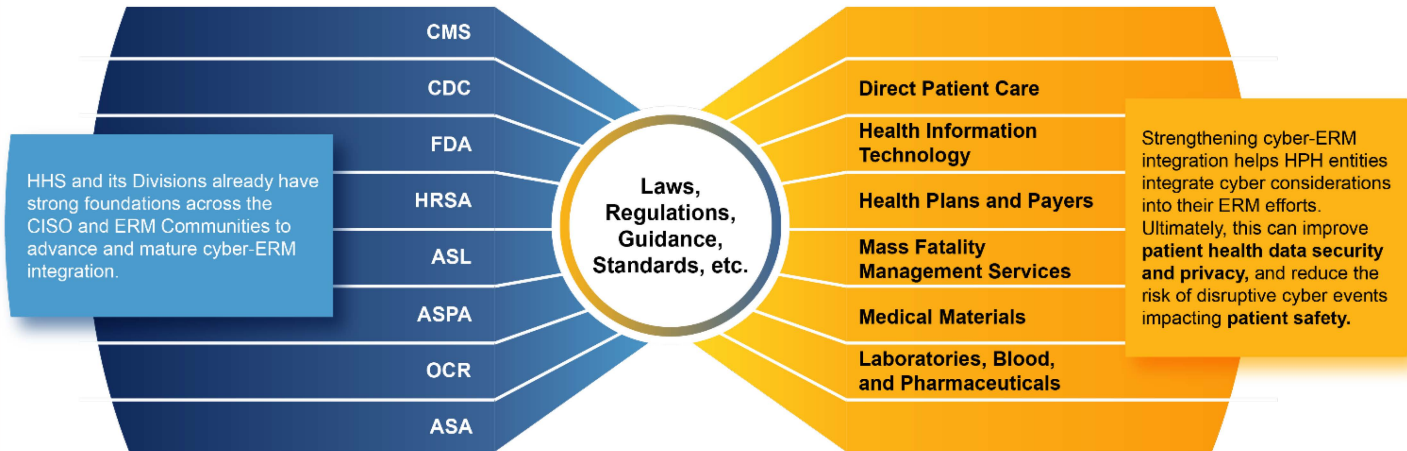 CMS
CDC
FDA
HRSA
ASL
ASPA
OCR
ASA
HHS and its Divisions already have
strong foundations across the
CISO and ERM Communities to
advance and mature cyber-ERM
integration.
Laws,
Regulations,
Guidance,
Standards, etc.
Direct Patient Care
Health Information
Technology
Health Plans and Payers
Mass Fatality
Management Services
Medical Materials
Laboratories, Blood,
and Pharmaceuticals
Strengthening cyber-ERM
integration helps HPH entities
integrate cyber considerations
into their ERM efforts.
Ultimately, this can improve
patient health data security
and privacy, and reduce the
risk of disruptive cyber events
impacting patient safety.